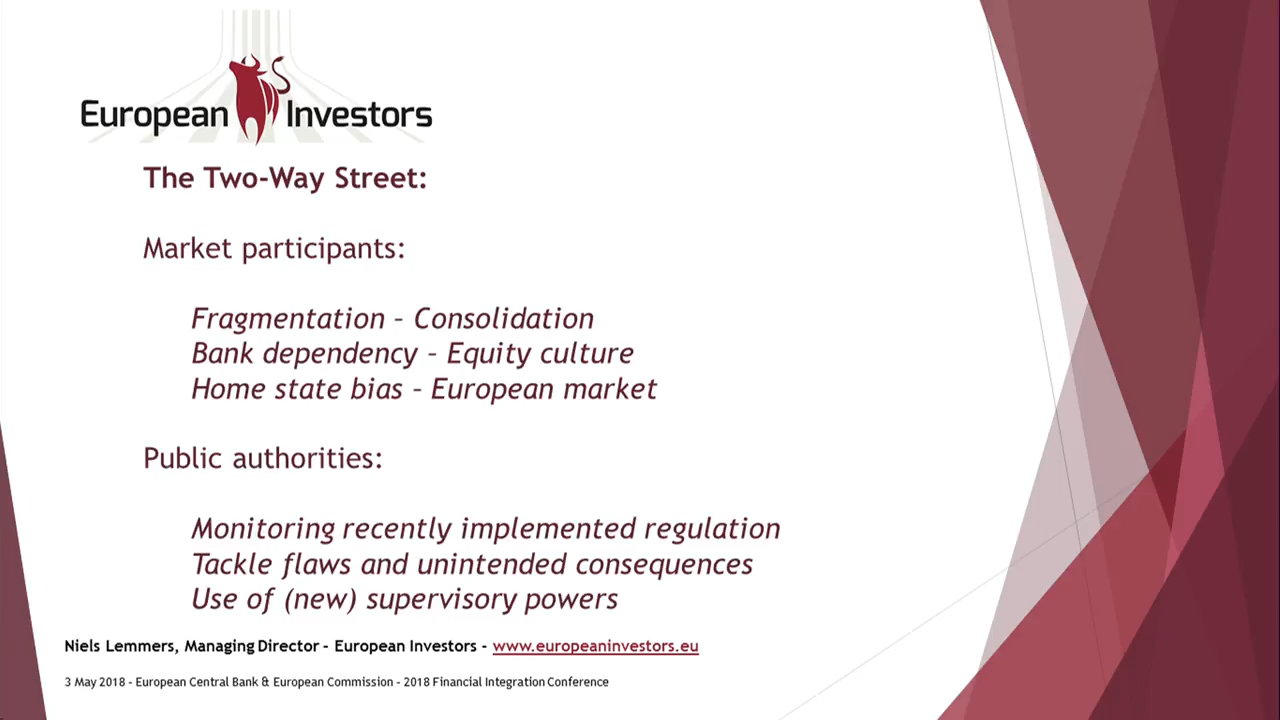 European Investors
The Two-Way Street:
Market participants:
Fragmentation – Consolidation
Bank dependency – Equity culture
Home state bias – European market
Public authorities:
Monitoring recently implemented regulation
Tackle flaws and unintended consequences
Use of (new) supervisory powers
Niels Lemmers, Managing Director – European Investors - www.europeaninvestors.eu
3 May 2018 - European Central Bank & European Commission - 2018 Financial Integration Conference